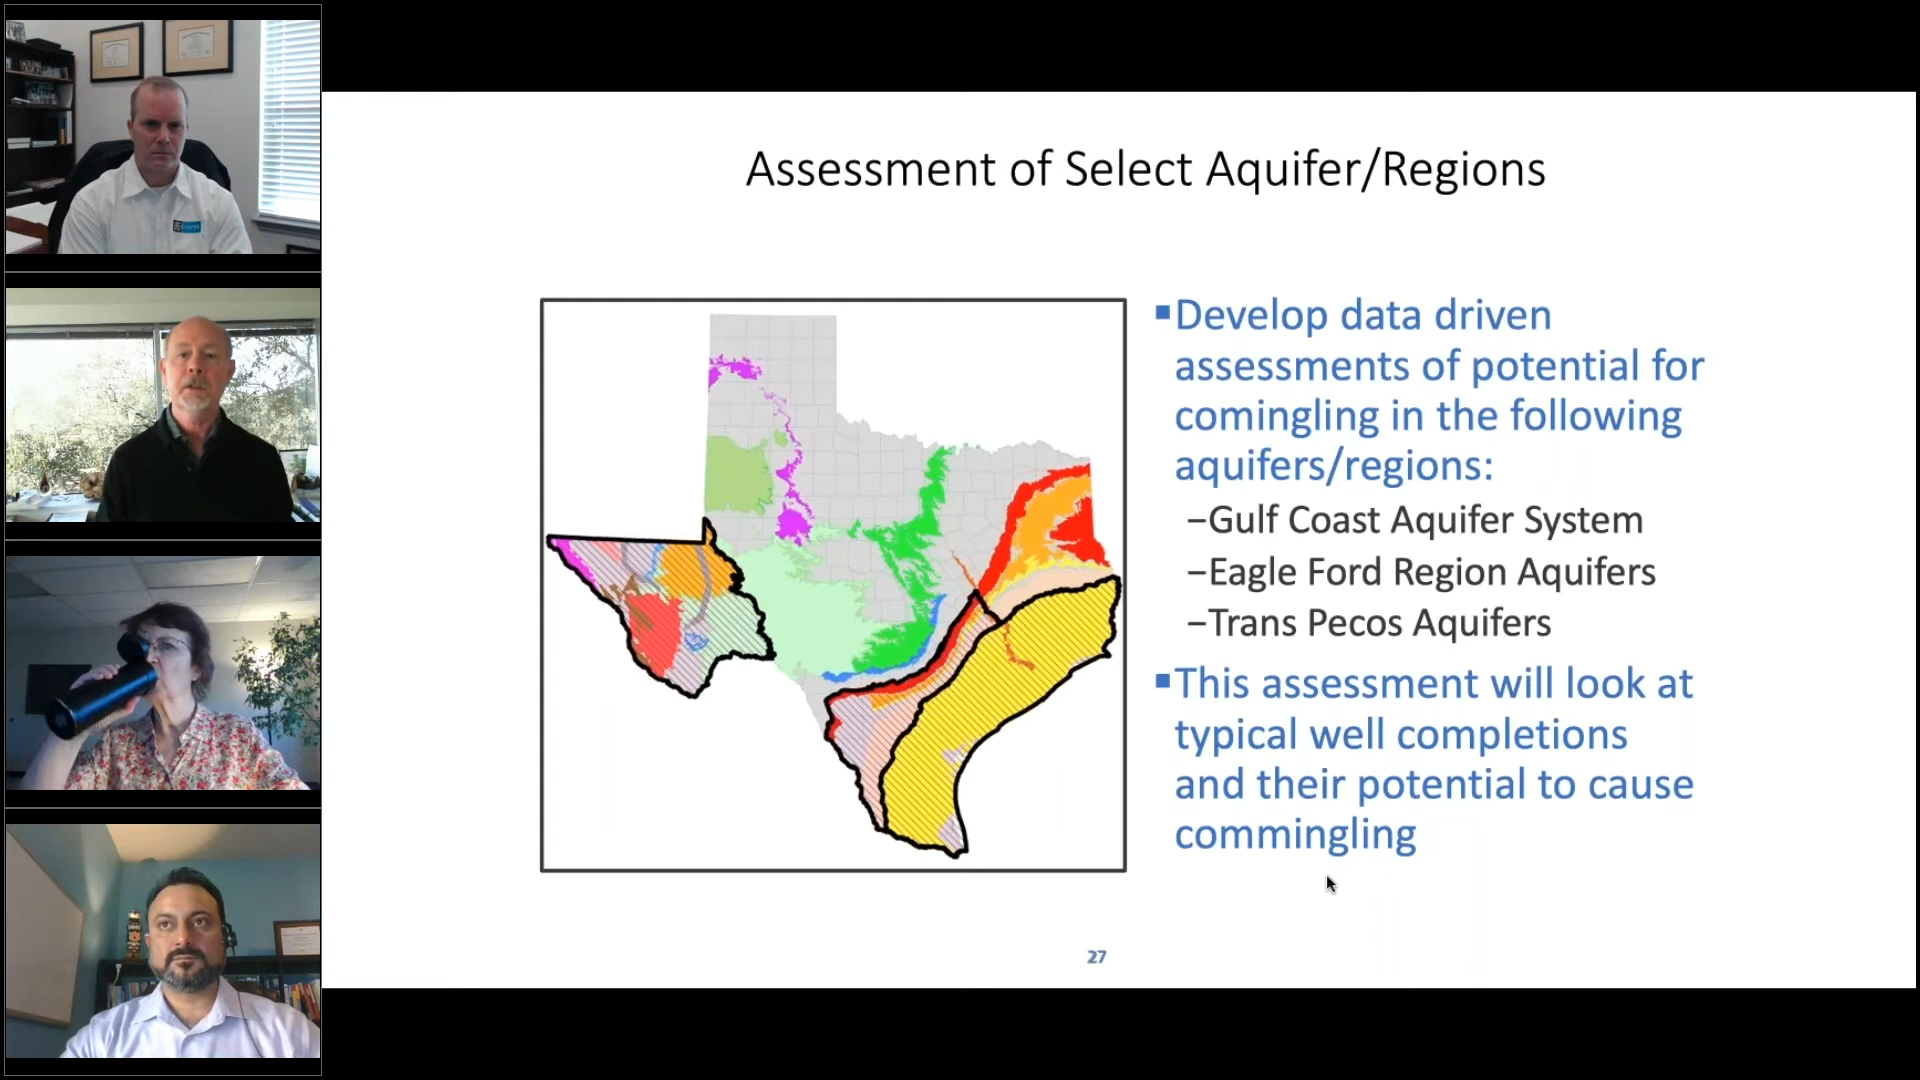 Assessment of Select Aquifer/Regions
▪Develop data driven
assessments of potential for
comingling in the following
aquifers/regions:
−Gulf Coast Aquifer System
−Eagle Ford Region Aquifers
−Trans Pecos Aquifers
▪This assessment will look at
typical well completions
and their potential to cause
commingling
27